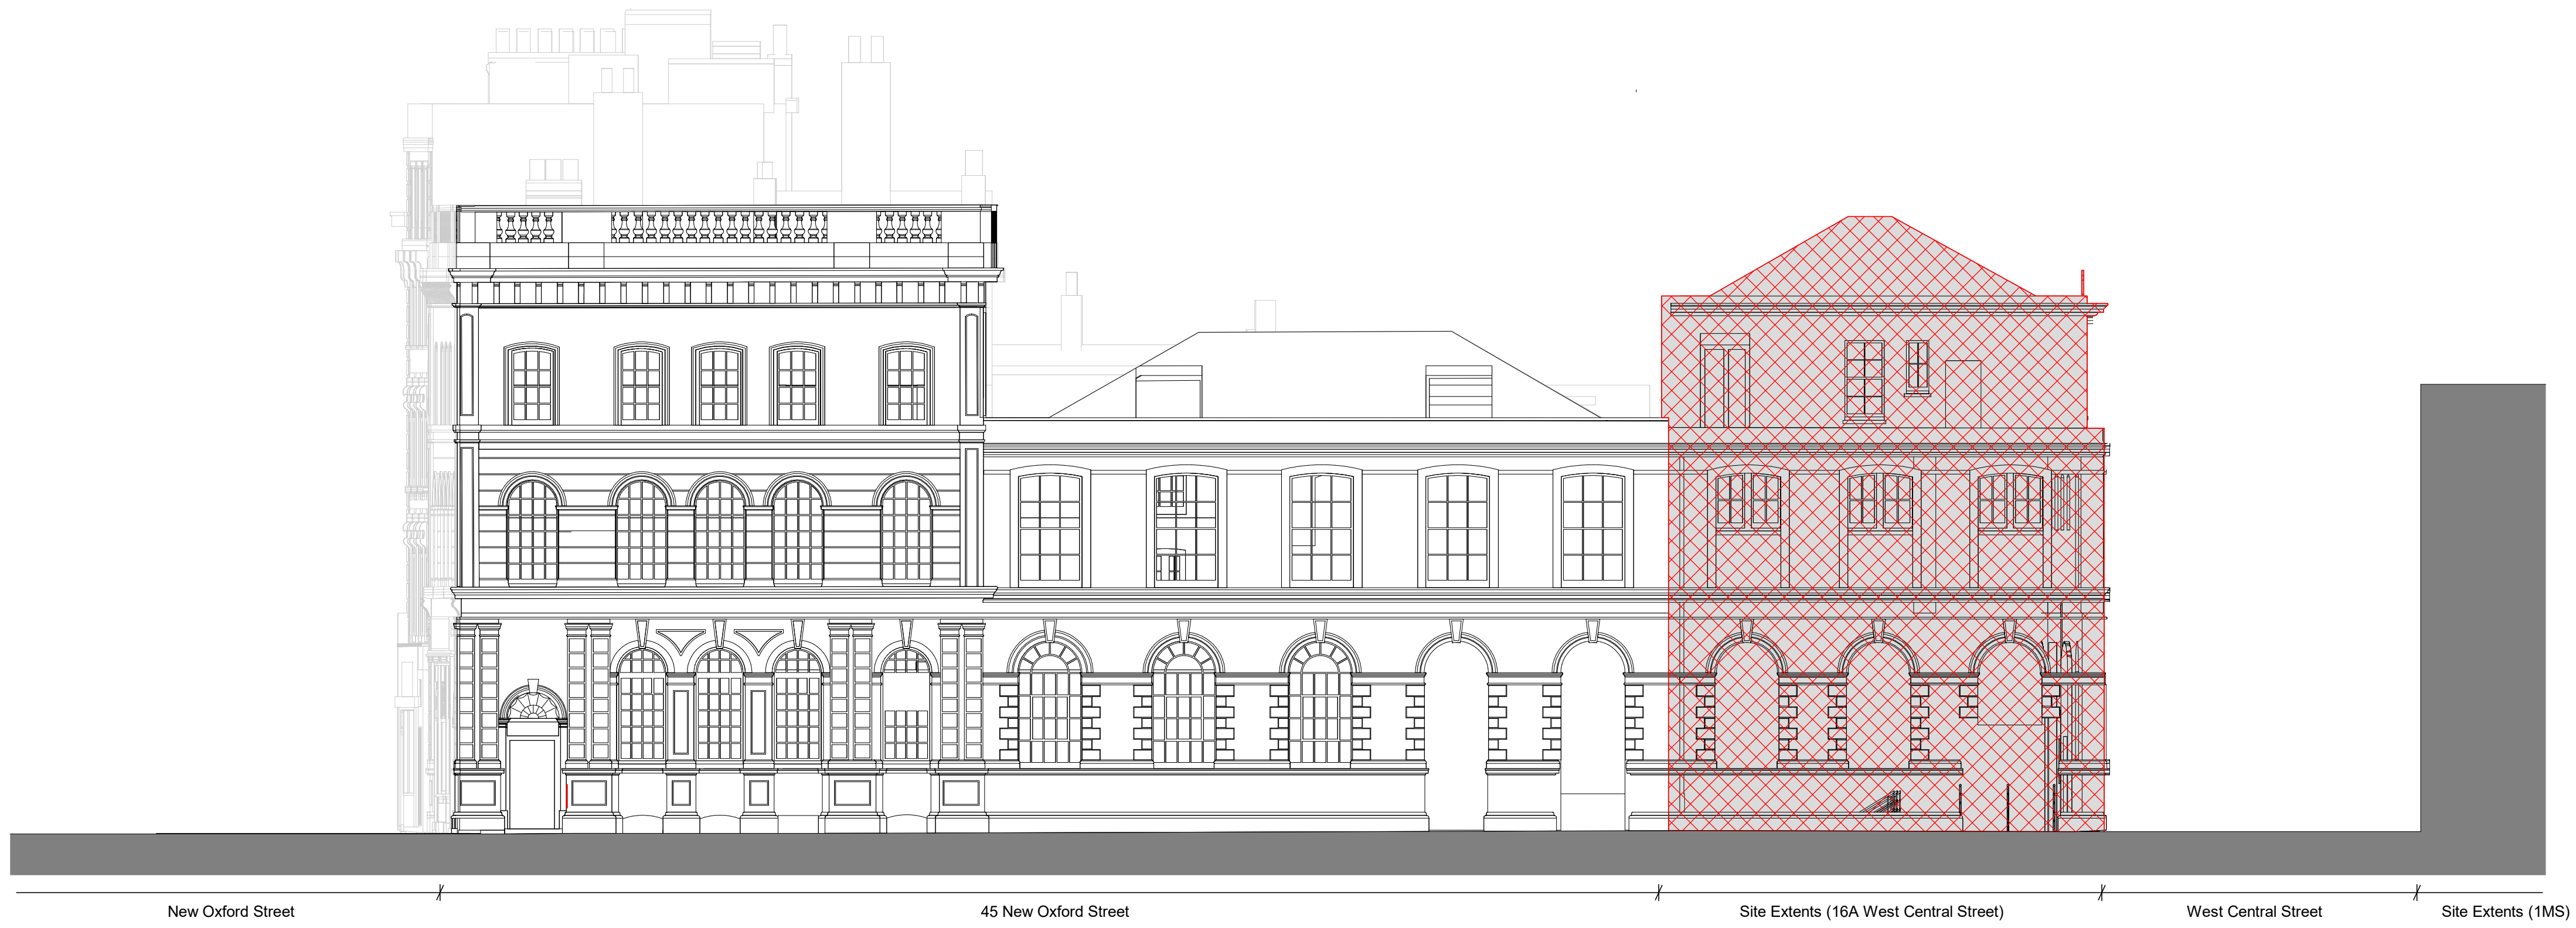 New Oxford Street
45 New Oxford Street
Site Extents (16A West Central Street)
West Central Street
Site Extents (1MS)